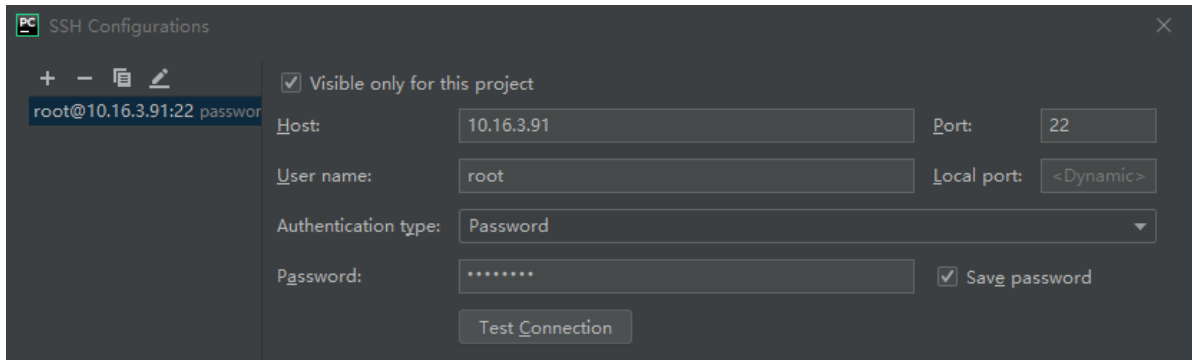 PC SSH Configurations
Visible only for this project
root@10.16.3.91:22 passwor
Host: 10.16.3.91 Port: 22
User name: root Local port: <Dynamic>
Authentication type: Password
Password: •••••••• Save password
Test Connection